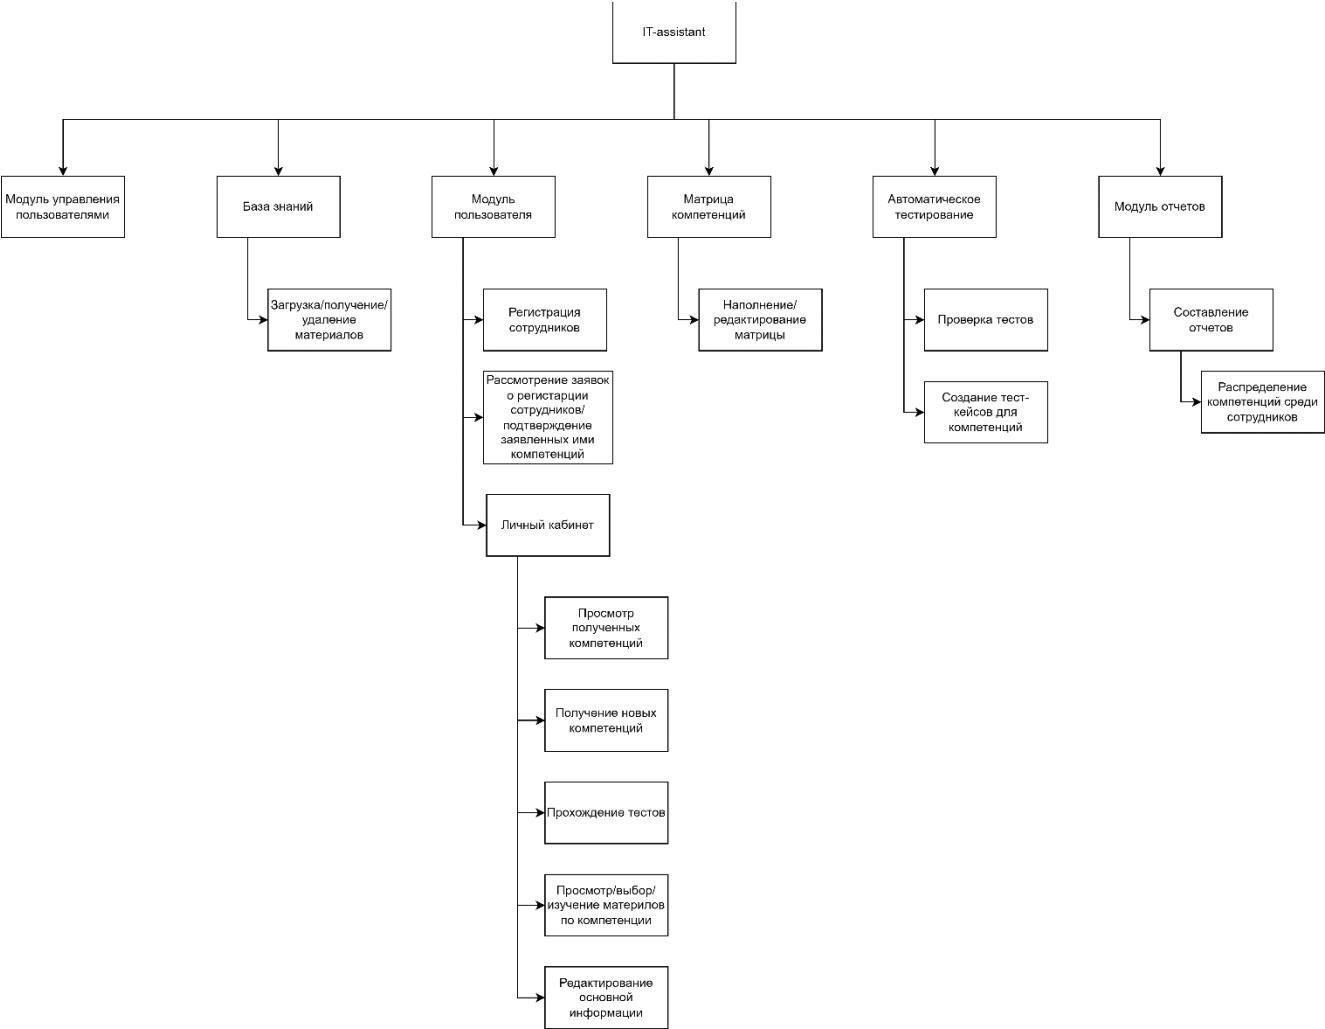 IT-assistant
Модуль управления
пользователями
База знаний
Модуль
пользователя
Матрица
компетенций
Автоматическое
тестирование
Модуль отчетов
Загрузка/получение/
удаление
материалов
Регистрация
сотрудников
Наполнение/
редактирование
матрицы
Проверка тестов
Составление
отчетов
Рассмотрение заявок
о регистарции
сотрудников/
подтверждение
заявленных ими
компетенций
Создание тест-
кейсов для
компетенций
Распределение
компетенций среди
сотрудников
Личный кабинет
Просмотр
полученных
компетенций
Получение новых
компетенций
Прохождение тестов
Просмотр/выбор/
изучение материлов
по компетенции
Редактирование
основной
информации